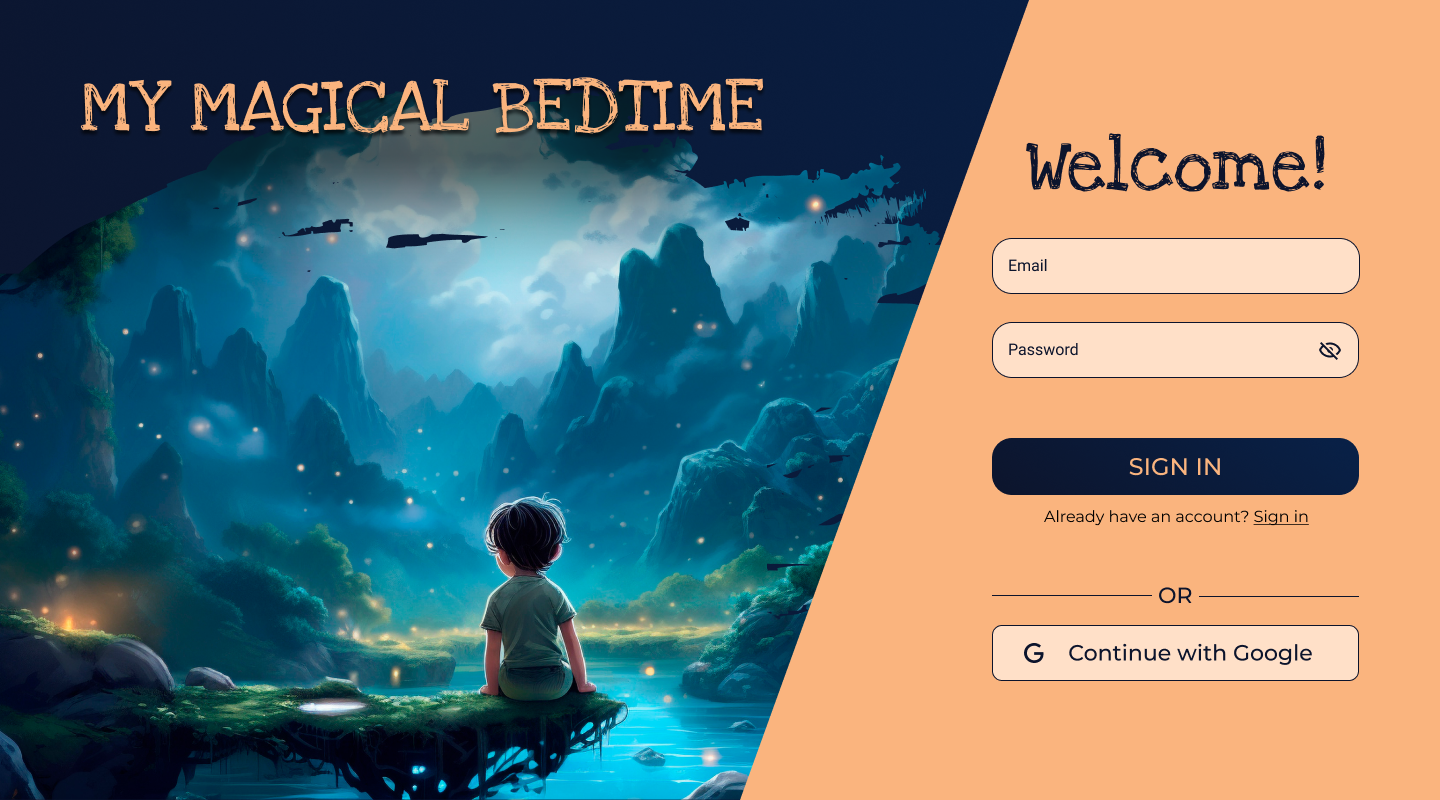 MY MAGICAL BEDTIME
Welcome!
Email
Password
SIGN IN
Already have an account? Sign in
OR
G Continue with Google